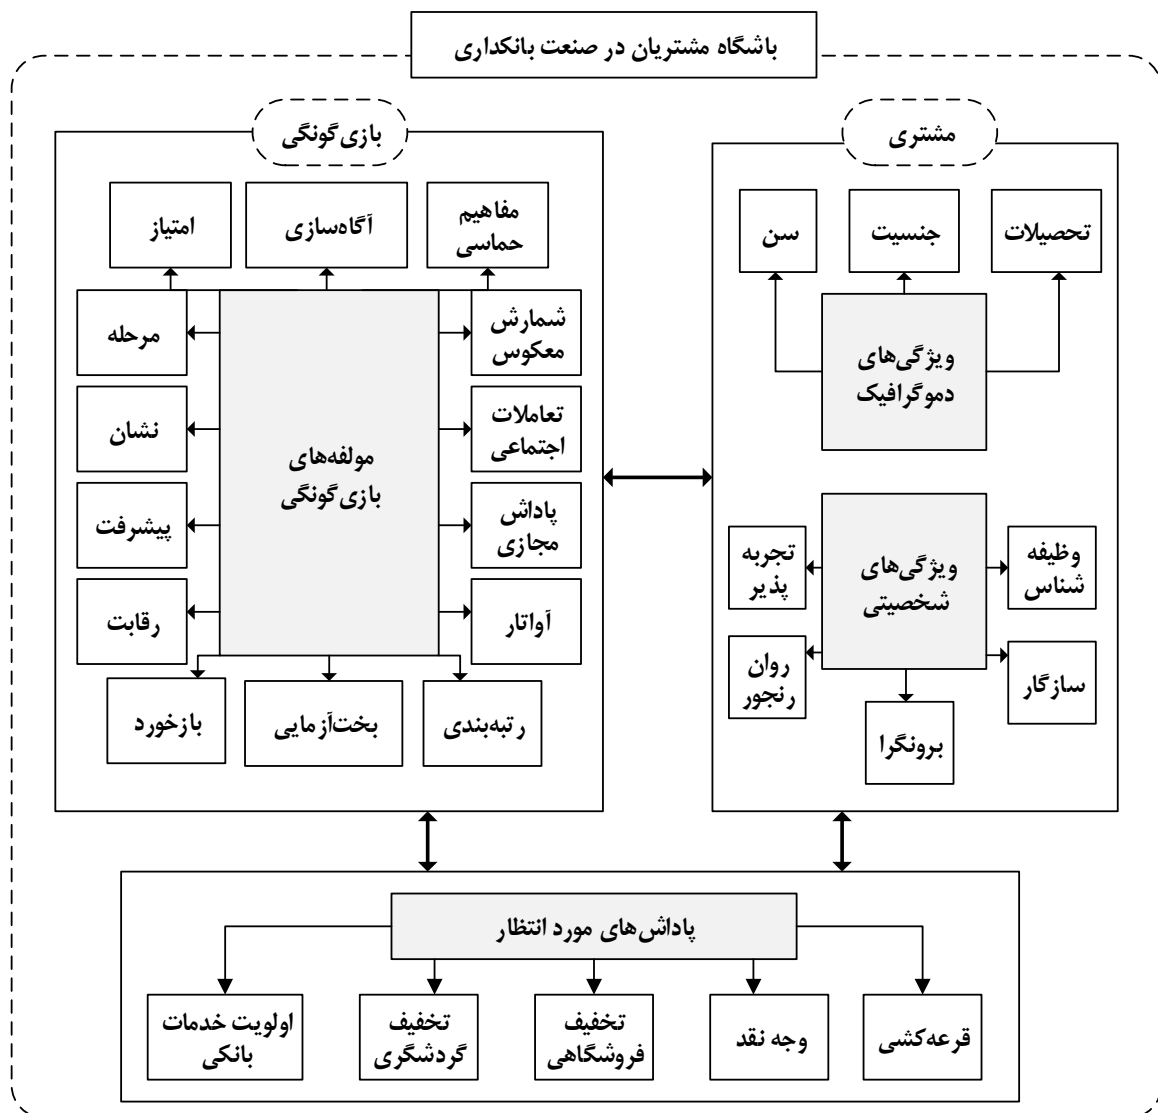 باشگاه مشتریان در صنعت بانکداری
مشتری
تحصیلات
جنسیت
سن
ویژگی‌های
دموگرافیک
ویژگی‌های
شخصیتی
وظیفه
شناس
تجربه
پذیر
سازگار
روان
رنجور
برونگرا
بازی‌گونگی
مفاهیم
حماسی
آگاه‌سازی
امتیاز
شمارش
معکوس
مرحله
تعاملات
اجتماعی
نشان
مولفه‌های
بازی‌گونگی
پاداش
مجازی
پیشرفت
آواتار
رقابت
رتبه‌بندی
بخت‌آزمایی
بازخورد
پاداش‌های مورد انتظار
قرعه‌کشی
وجه نقد
تخفیف
فروشگاهی
تخفیف
گردشگری
اولویت خدمات
بانکی